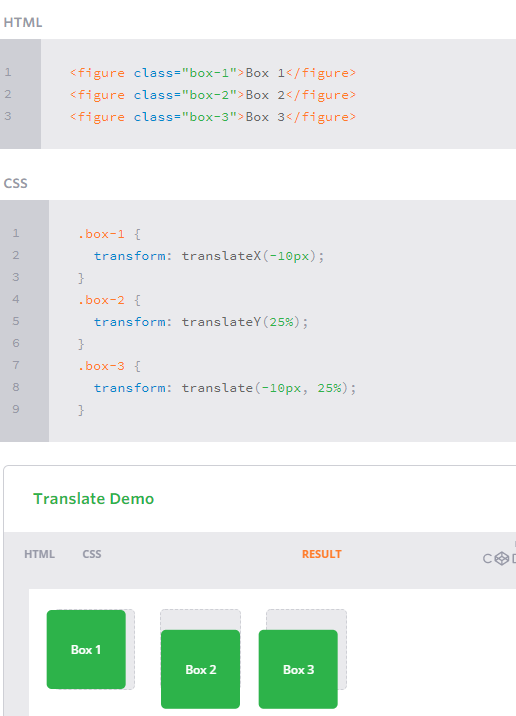 HTML
1 <figure class="box-1">Box 1</figure>
2 <figure class="box-2">Box 2</figure>
3 <figure class="box-3">Box 3</figure>
CSS
1 .box-1 {
2   transform: translateX(-10px);
3 }
4 .box-2 {
5   transform: translateY(25%);
6 }
7 .box-3 {
8   transform: translate(-10px, 25%);
9 }
Translate Demo
HTML CSS RESULT
Box 1 Box 2 Box 3